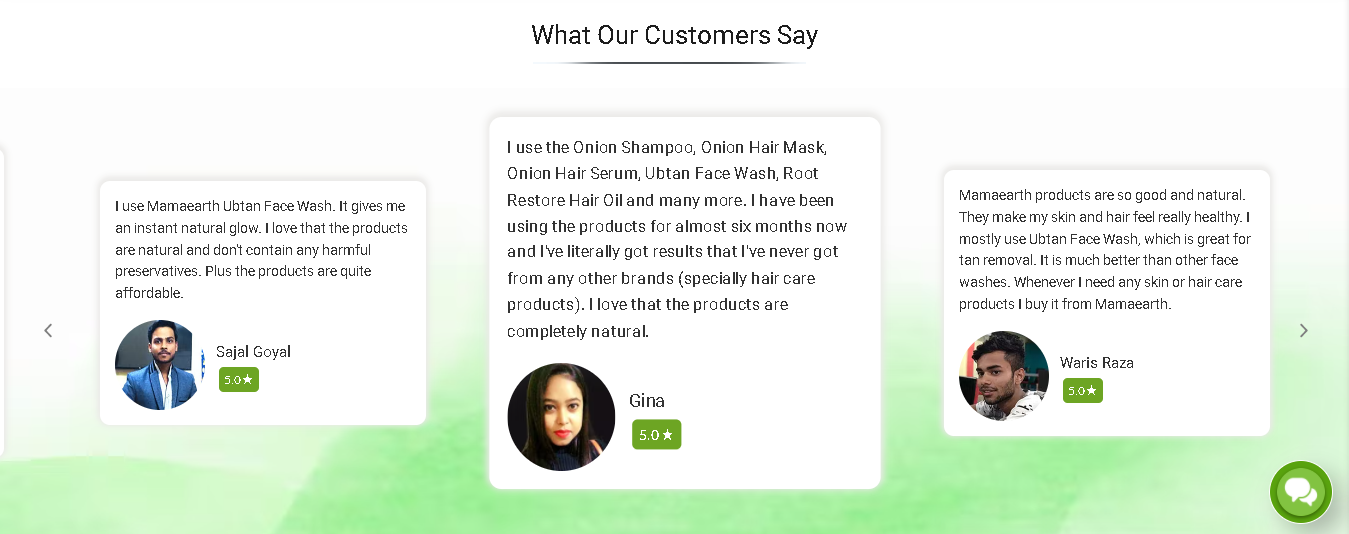 What Our Customers Say
I use Mamaearth Ubtan Face Wash. It gives me
an instant natural glow. I love that the products
are natural and don't contain any harmful
preservatives. Plus the products are quite
affordable.
Sajal Goyal
5.0★
I use the Onion Shampoo, Onion Hair Mask,
Onion Hair Serum, Ubtan Face Wash, Root
Restore Hair Oil and many more. I have been
using the products for almost six months now
and I've literally got results that I've never got
from any other brands (specially hair care
products). I love that the products are
completely natural.
Gina
5.0★
Mamaearth products are so good and natural.
They make my skin and hair feel really healthy. I
mostly use Ubtan Face Wash, which is great for
tan removal. It is much better than other face
washes. Whenever I need any skin or hair care
products I buy it from Mamaearth.
Waris Raza
5.0★